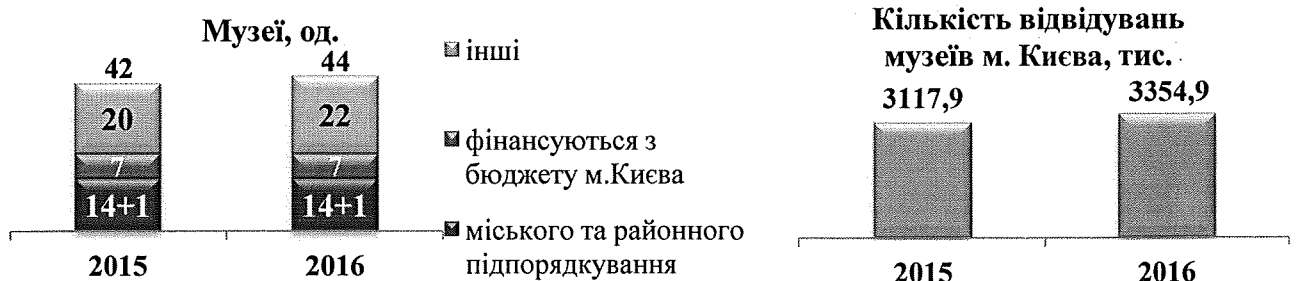 Музеї, од.
42
44
20
22
7
7
14+1
14+1
2015
2016
інші
фінансуються з
бюджету м.Києва
міського та районного
підпорядкування
Кількість відвідувань
музеїв м. Києва, тис.
3117,9
3354,9
2015
2016